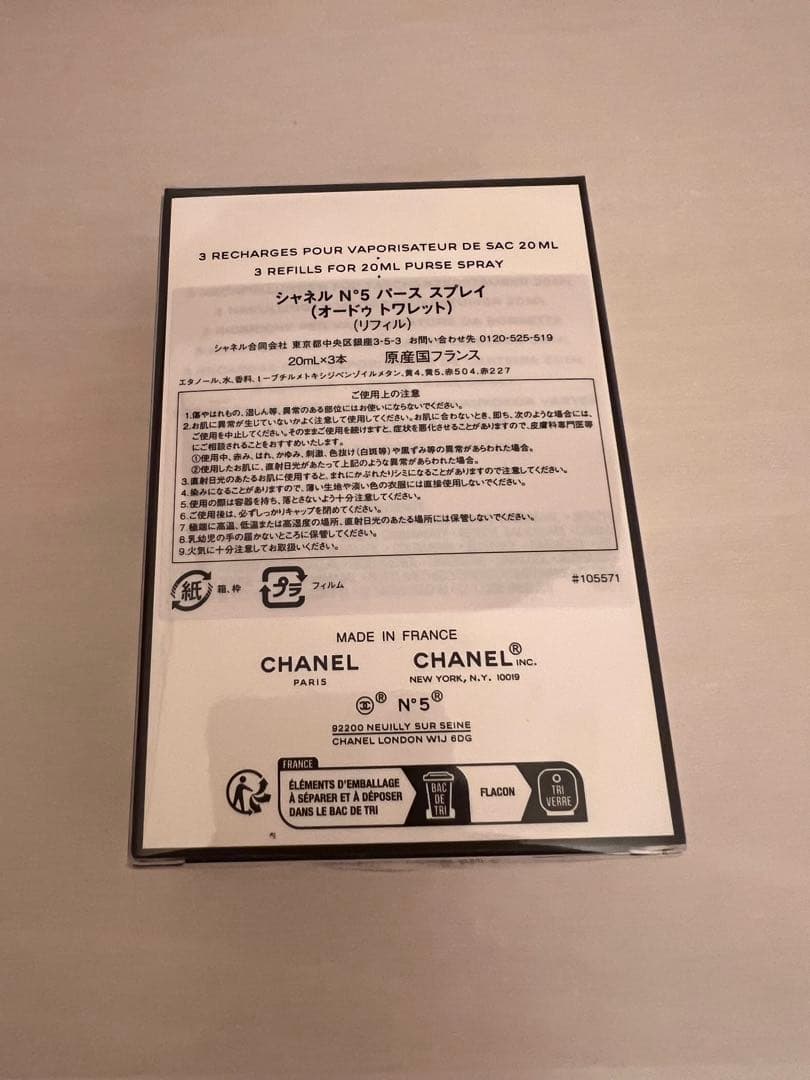 3 RECHARGES POUR VAPORISATEUR DE SAC 20 ML
3 REFILLS FOR 20ML PURSE SPRAY
シャネル N°5 パース スプレイ
(オードゥ トワレット)
(リフィル)
シャネル合同会社 東京都中央区銀座3-5-3 お問い合わせ先 0120-525-519
20mL×3本 原産国フランス
エタノール、水、香料、t-ブチルメトキシジベンゾイルメタン、黄4、黄5、赤504、赤227
ご使用上の注意
1.傷やはれもの、湿しん等、異常のある部位にはお使いにならないでください。
2.お肌に異常が生じていないかよく注意して使用してください。お肌に合わないとき、即ち、次のような場合には、
ご使用を中止してください。そのままご使用を続けますと、症状を悪化させることがありますので、皮膚科専門医等
にご相談されることをおすすめいたします。
①使用中、赤み、はれ、かゆみ、刺激、色抜け(白斑等)や黒ずみ等の異常があらわれた場合。
②使用したお肌に、直射日光があたって上記のような異常があらわれた場合。
3.直射日光のあたるお肌に使用すると、まれにかぶれたりシミになることがありますので注意してください。
4.染みになることがありますので、薄い生地や淡い色の衣服には直接使用しないでください。
5.使用の際は容器を持ち、落とさないよう十分注意してください。
6.ご使用後は、必ずしっかりキャップを閉めてください。
7.極端に高温、低温または高湿度の場所、直射日光のあたる場所には保管しないでください。
8.乳幼児の手の届かないところに保管してください。
9.火気に十分注意してお取扱いください。
紙 箱、枠 プラ フィルム #105571
MADE IN FRANCE
CHANEL CHANEL® INC.
PARIS NEW YORK, N.Y. 10019
® N°5®
92200 NEUILLY SUR SEINE
CHANEL LONDON W1J 6DG
FRANCE
ÉLÉMENTS D'EMBALLAGE
À SÉPARER ET À DÉPOSER
DANS LE BAC DE TRI
BAC
DE
TRI
FLACON
TRI
VERRE